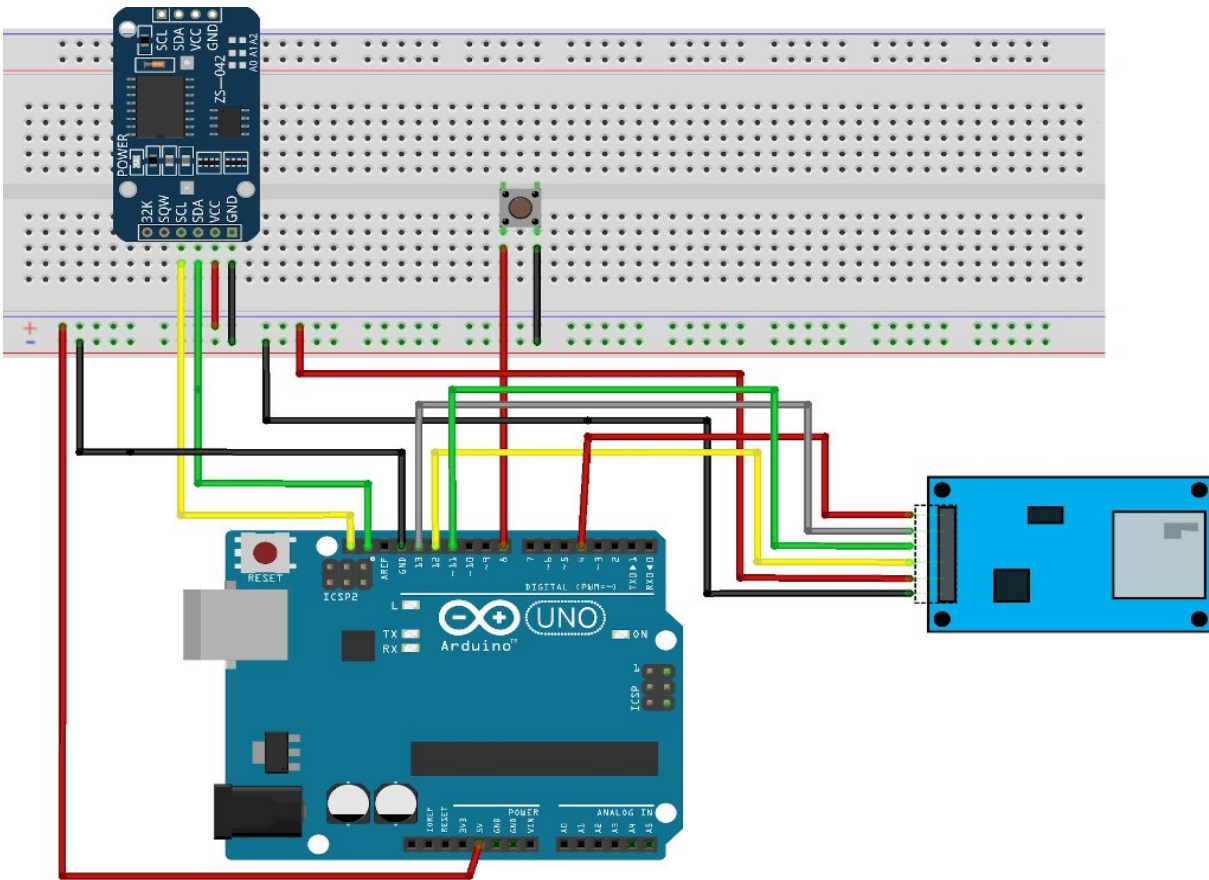 SCL
SDA
VCC
GND
A0 A1 A2
ZS-042
POWER
32K
SQW
SCL
SDA
VCC
GND
+
-
RESET
ICSP2
AREF
GND
13
12
~11
~10
~9
8
7
~6
~5
4
~3
2
TXD▶1
RXD◀0
DIGITAL (PWM=~)
L
TX
RX
Arduino™
UNO
ON
1
ICSP
POWER
ANALOG IN
IOREF
RESET
3V3
5V
GND
GND
VIN
A0
A1
A2
A3
A4
A5